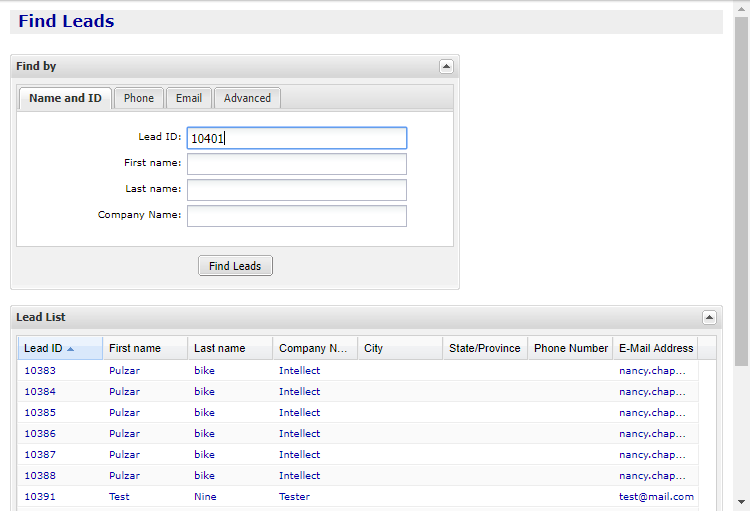 Find Leads
Find by
Name and ID Phone Email Advanced
Lead ID: 10401
First name:
Last name:
Company Name:
Find Leads
Lead List
Lead ID First name Last name Company N... City State/Province Phone Number E-Mail Address
10383 Pulzar bike Intellect nancy.chap...
10384 Pulzar bike Intellect nancy.chap...
10385 Pulzar bike Intellect nancy.chap...
10386 Pulzar bike Intellect nancy.chap...
10387 Pulzar bike Intellect nancy.chap...
10388 Pulzar bike Intellect nancy.chap...
10391 Test Nine Tester test@mail.com